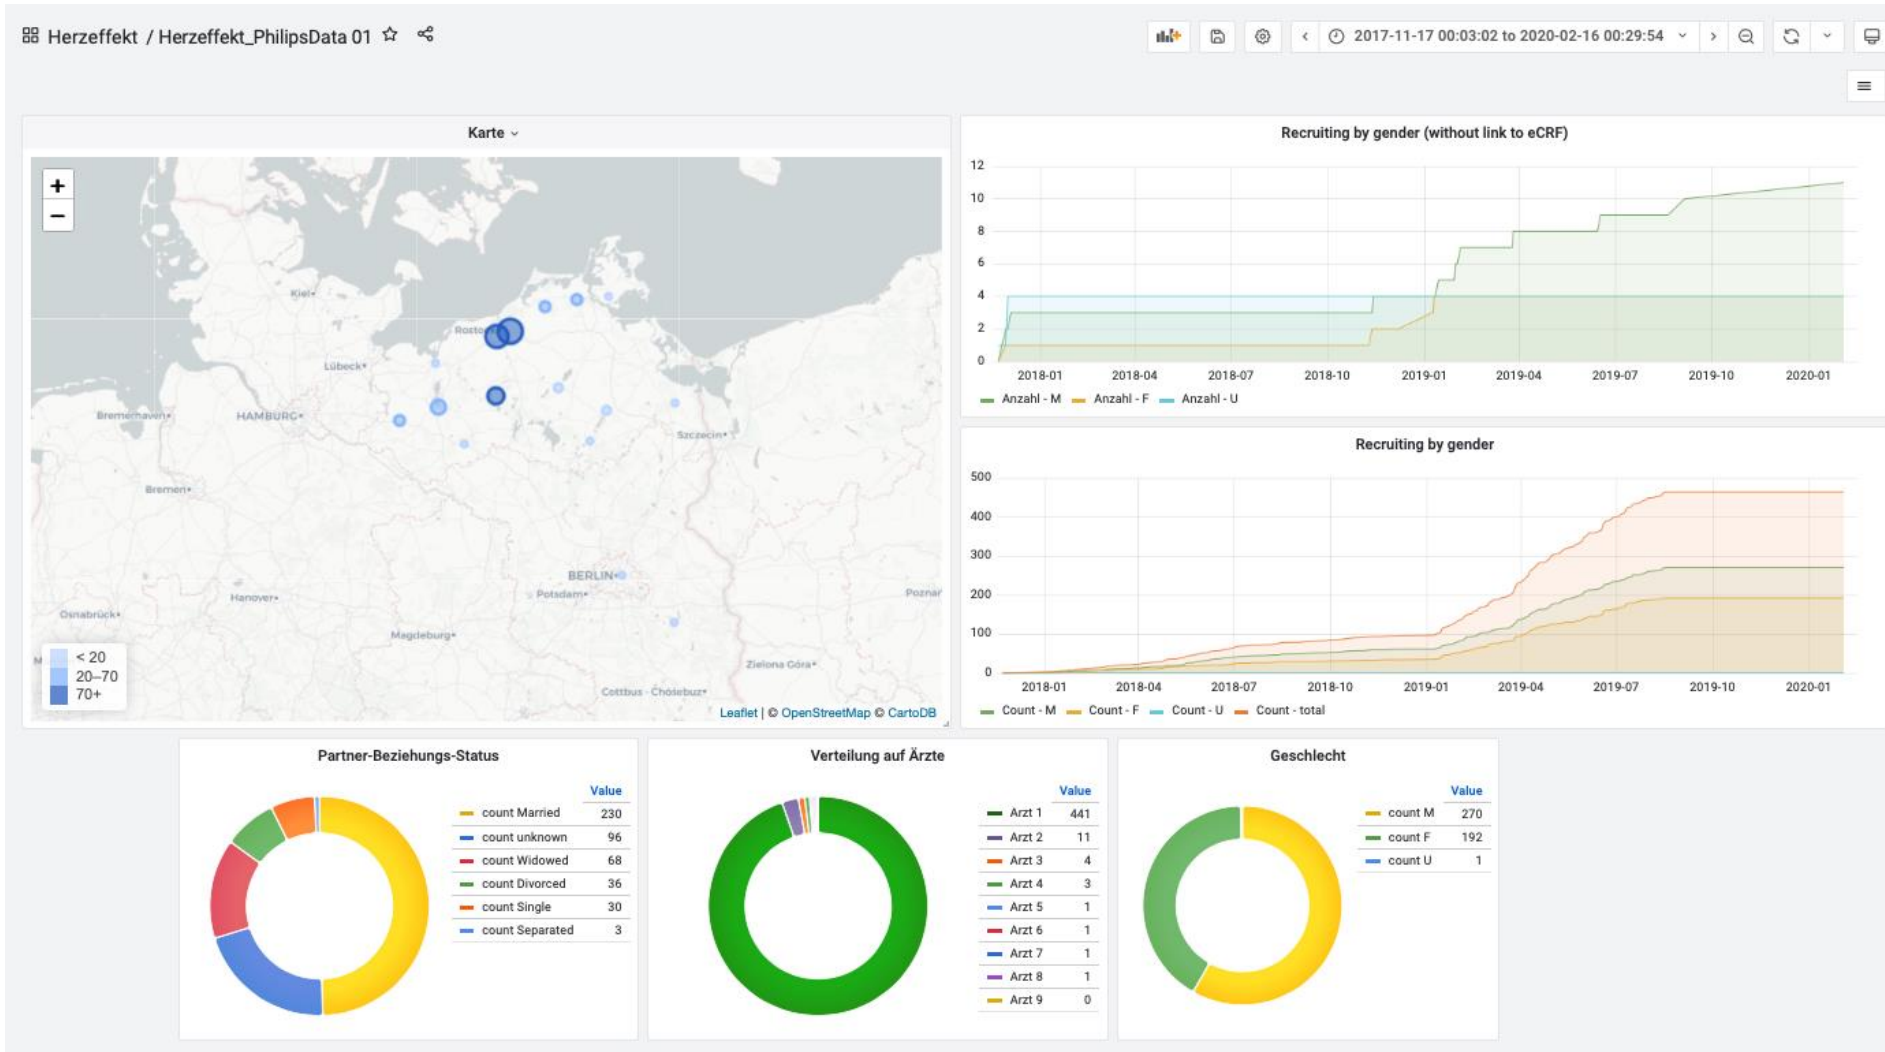 Herzeffekt / Herzeffekt_PhilipsData 01
2017-11-17 00:03:02 to 2020-02-16 00:29:54
Karte
+
−
Kiel
Rostock
Lübeck
Bremerhaven
HAMBURG
Szczecin
Bremen
BERLIN
Potsdam
Hanover
Poznań
Osnabrück
Magdeburg
Zielona Góra
Cottbus - Chóśebuz
< 20
20–70
70+
Leaflet | © OpenStreetMap © CartoDB
Recruiting by gender (without link to eCRF)
12
10
8
6
4
2
0
2018-01 2018-04 2018-07 2018-10 2019-01 2019-04 2019-07 2019-10 2020-01
Anzahl - M Anzahl - F Anzahl - U
Recruiting by gender
500
400
300
200
100
0
2018-01 2018-04 2018-07 2018-10 2019-01 2019-04 2019-07 2019-10 2020-01
Count - M Count - F Count - U Count - total
Partner-Beziehungs-Status
Value
count Married 230
count unknown 96
count Widowed 68
count Divorced 36
count Single 30
count Separated 3
Verteilung auf Ärzte
Value
Arzt 1 441
Arzt 2 11
Arzt 3 4
Arzt 4 3
Arzt 5 1
Arzt 6 1
Arzt 7 1
Arzt 8 1
Arzt 9 0
Geschlecht
Value
count M 270
count F 192
count U 1